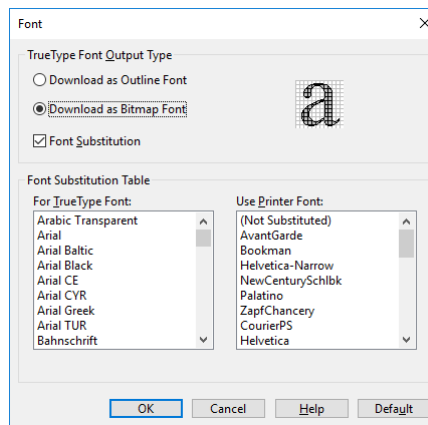 Font
TrueType Font Output Type
Download as Outline Font
Download as Bitmap Font
a
Font Substitution
Font Substitution Table
For TrueType Font:
Arabic Transparent
Arial
Arial Baltic
Arial Black
Arial CE
Arial CYR
Arial Greek
Arial TUR
Bahnschrift
Use Printer Font:
(Not Substituted)
AvantGarde
Bookman
Helvetica-Narrow
NewCenturySchlbk
Palatino
ZapfChancery
CourierPS
Helvetica
OK
Cancel
Help
Default